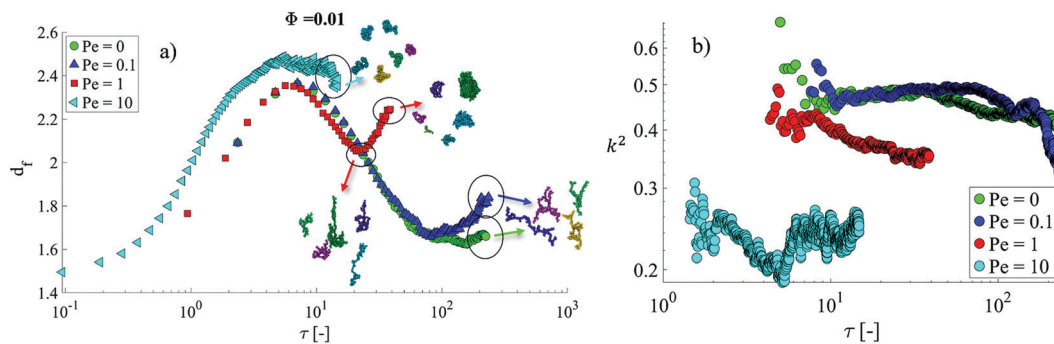 Φ =0.01
a)
Pe = 0
Pe = 0.1
Pe = 1
Pe = 10
2.6
2.4
2.2
2
1.8
1.6
1.4
d_f
10^-1
10^0
10^1
10^2
10^3
τ [-]
b)
0.6
0.5
0.4
0.3
0.2
k^2
Pe = 0
Pe = 0.1
Pe = 1
Pe = 10
10^0
10^1
10^2
τ [-]